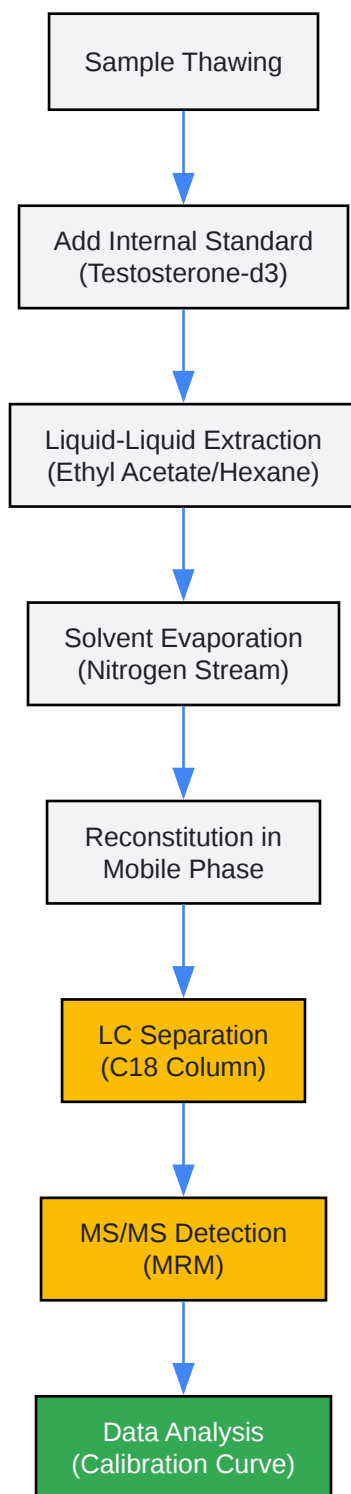 Sample Thawing
Add Internal Standard
(Testosterone-d3)
Liquid-Liquid Extraction
(Ethyl Acetate/Hexane)
Solvent Evaporation
(Nitrogen Stream)
Reconstitution in
Mobile Phase
LC Separation
(C18 Column)
MS/MS Detection
(MRM)
Data Analysis
(Calibration Curve)